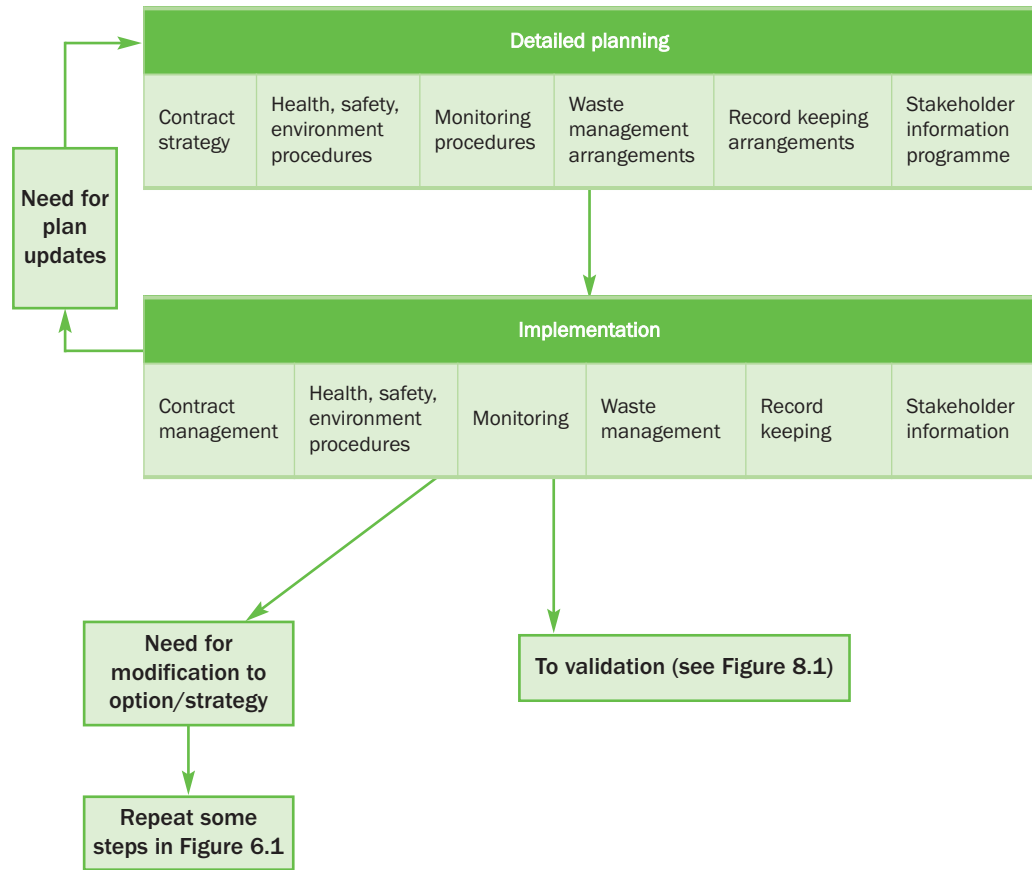 Detailed planning
Contract
strategy
Health, safety,
environment
procedures
Monitoring
procedures
Waste
management
arrangements
Record keeping
arrangements
Stakeholder
information
programme
Need for
plan
updates
Implementation
Contract
management
Health, safety,
environment
procedures
Monitoring
Waste
management
Record
keeping
Stakeholder
information
Need for
modification to
option/strategy
To validation (see Figure 8.1)
Repeat some
steps in Figure 6.1